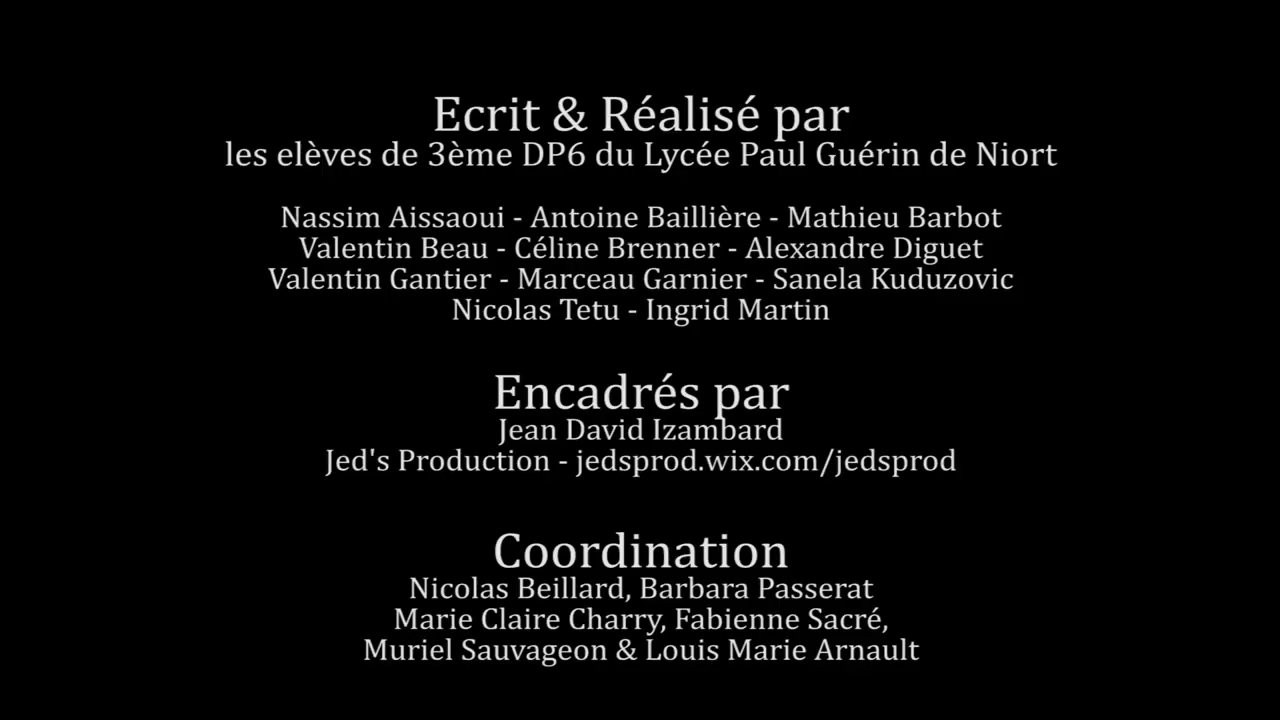 Ecrit & Réalisé par
les elèves de 3ème DP6 du Lycée Paul Guérin de Niort
Nassim Aissaoui - Antoine Baillière - Mathieu Barbot
Valentin Beau - Céline Brenner - Alexandre Diguet
Valentin Gantier - Marceau Garnier - Sanela Kuduzovic
Nicolas Tetu - Ingrid Martin
Encadrés par
Jean David Izambard
Jed's Production - jedsprod.wix.com/jedsprod
Coordination
Nicolas Beillard, Barbara Passerat
Marie Claire Charry, Fabienne Sacré,
Muriel Sauvageon & Louis Marie Arnault